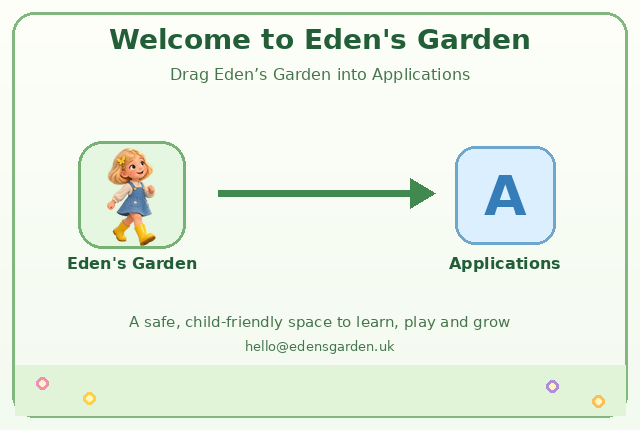 Welcome to Eden's Garden
Drag Eden’s Garden into Applications
A
Eden's Garden
Applications
A safe, child-friendly space to learn, play and grow
hello@edensgarden.uk